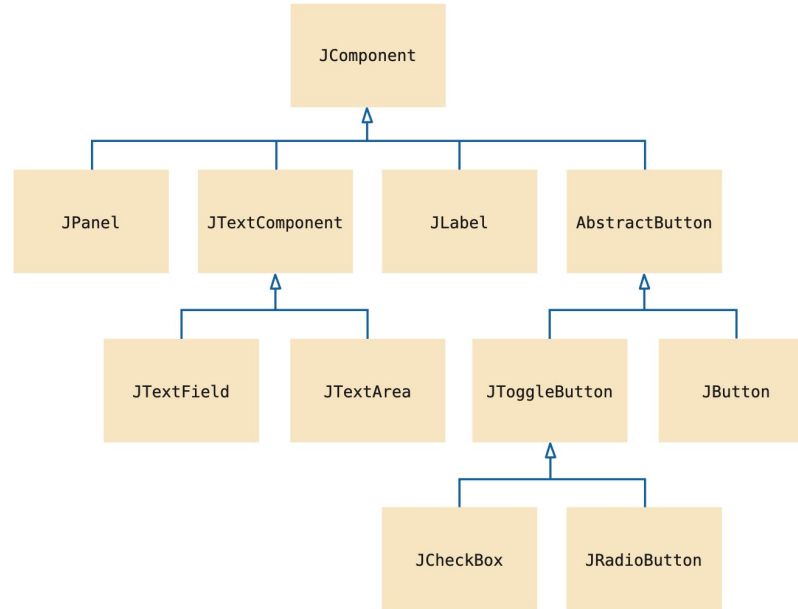 JComponent
JPanel
JTextComponent
JLabel
AbstractButton
JTextField
JTextArea
JToggleButton
JButton
JCheckBox
JRadioButton